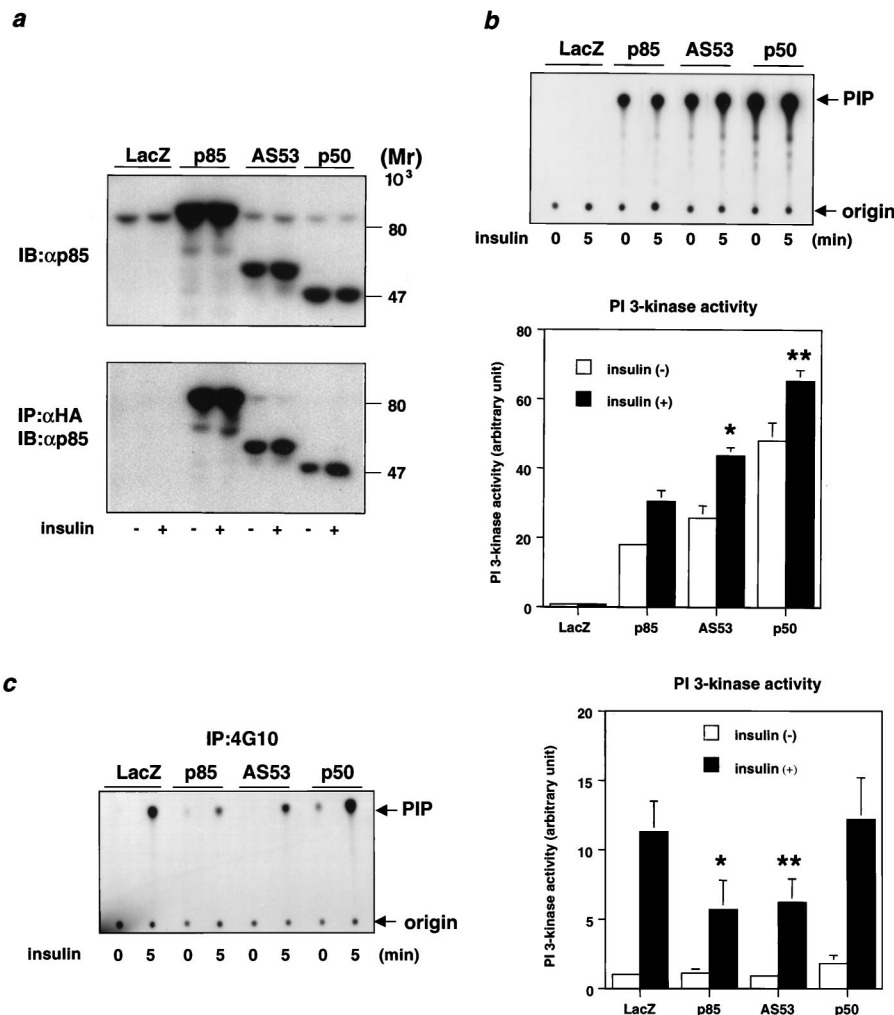 a
LacZ p85 AS53 p50 (Mr)
10³
IB:αp85
80
47
IP:αHA
IB:αp85
80
47
insulin - + - + - + - +
b
LacZ p85 AS53 p50
PIP
origin
insulin 0 5 0 5 0 5 0 5 (min)
PI 3-kinase activity
PI 3-kinase activity (arbitrary unit)
80
60
40
20
0
insulin (-)
insulin (+)
*
**
LacZ p85 AS53 p50
c
IP:4G10
LacZ p85 AS53 p50
PIP
origin
insulin 0 5 0 5 0 5 0 5 (min)
PI 3-kinase activity
PI 3-kinase activity (arbitrary unit)
20
15
10
5
0
insulin (-)
insulin (+)
*
**
LacZ p85 AS53 p50